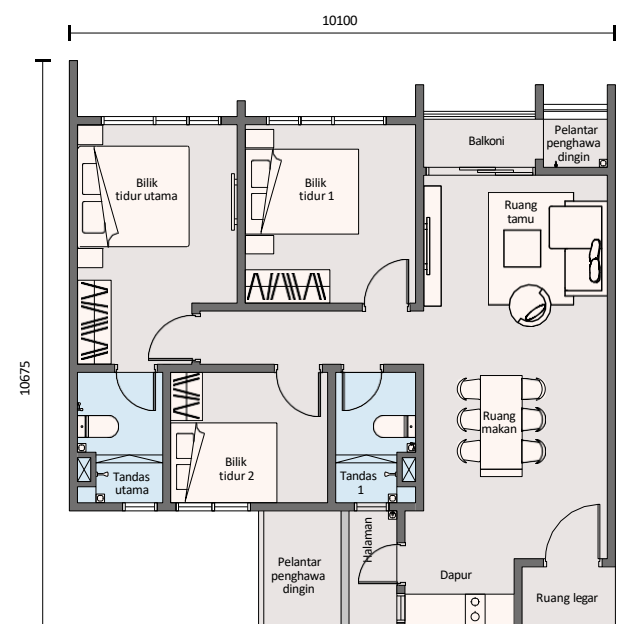 10100
10675
Balkoni
Pelantar
penghawa
dingin
Bilik
tidur utama
Bilik
tidur 1
Ruang
tamu
Ruang
makan
Bilik
tidur 2
Tandas
utama
Tandas
1
Halaman
Pelantar
penghawa
dingin
Dapur
Ruang legar